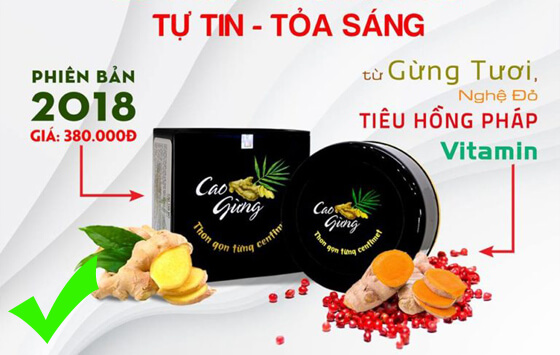 TỰ TIN - TỎA SÁNG
PHIÊN BẢN
2018
GIÁ: 380.000Đ
từ Gừng Tươi,
Nghệ Đỏ
TIÊU HỒNG PHÁP
Vitamin
Cao
Gừng
Thon gọn từng centimet
Cao
Gừng
Thon gọn từng centimet